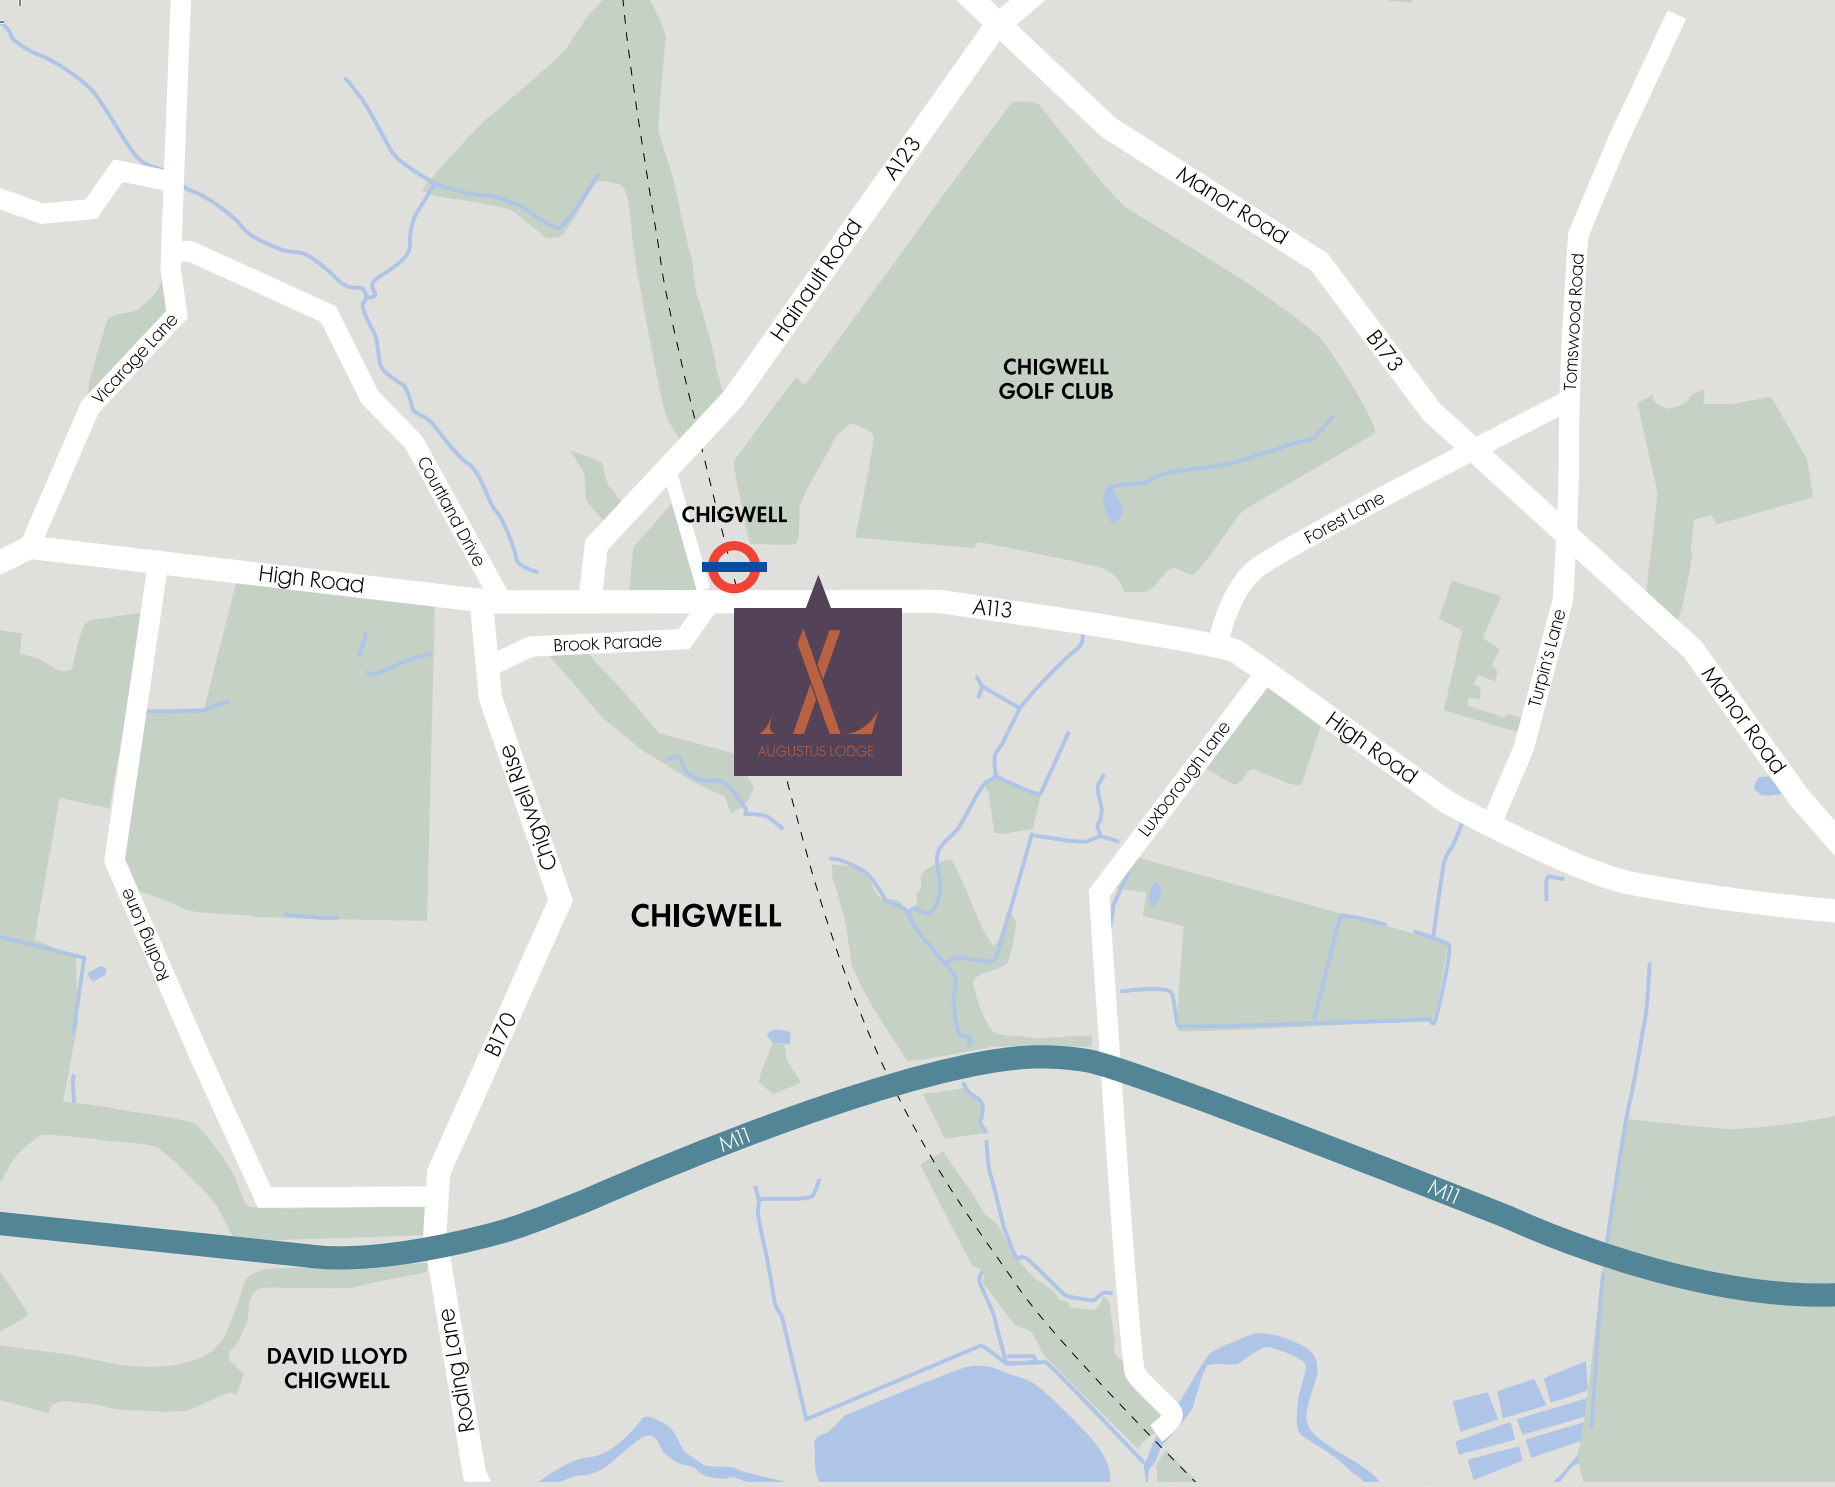 A123
Hainault Road
Manor Road
B173
Tomswood Road
Vicarage Lane
CHIGWELL
GOLF CLUB
Courtland Drive
Forest Lane
CHIGWELL
High Road
A113
Brook Parade
Turpin's Lane
Manor Road
High Road
Luxborough Lane
AUGUSTUS LODGE
Chigwell Rise
Roding Lane
CHIGWELL
B170
M11
M11
Roding Lane
DAVID LLOYD
CHIGWELL